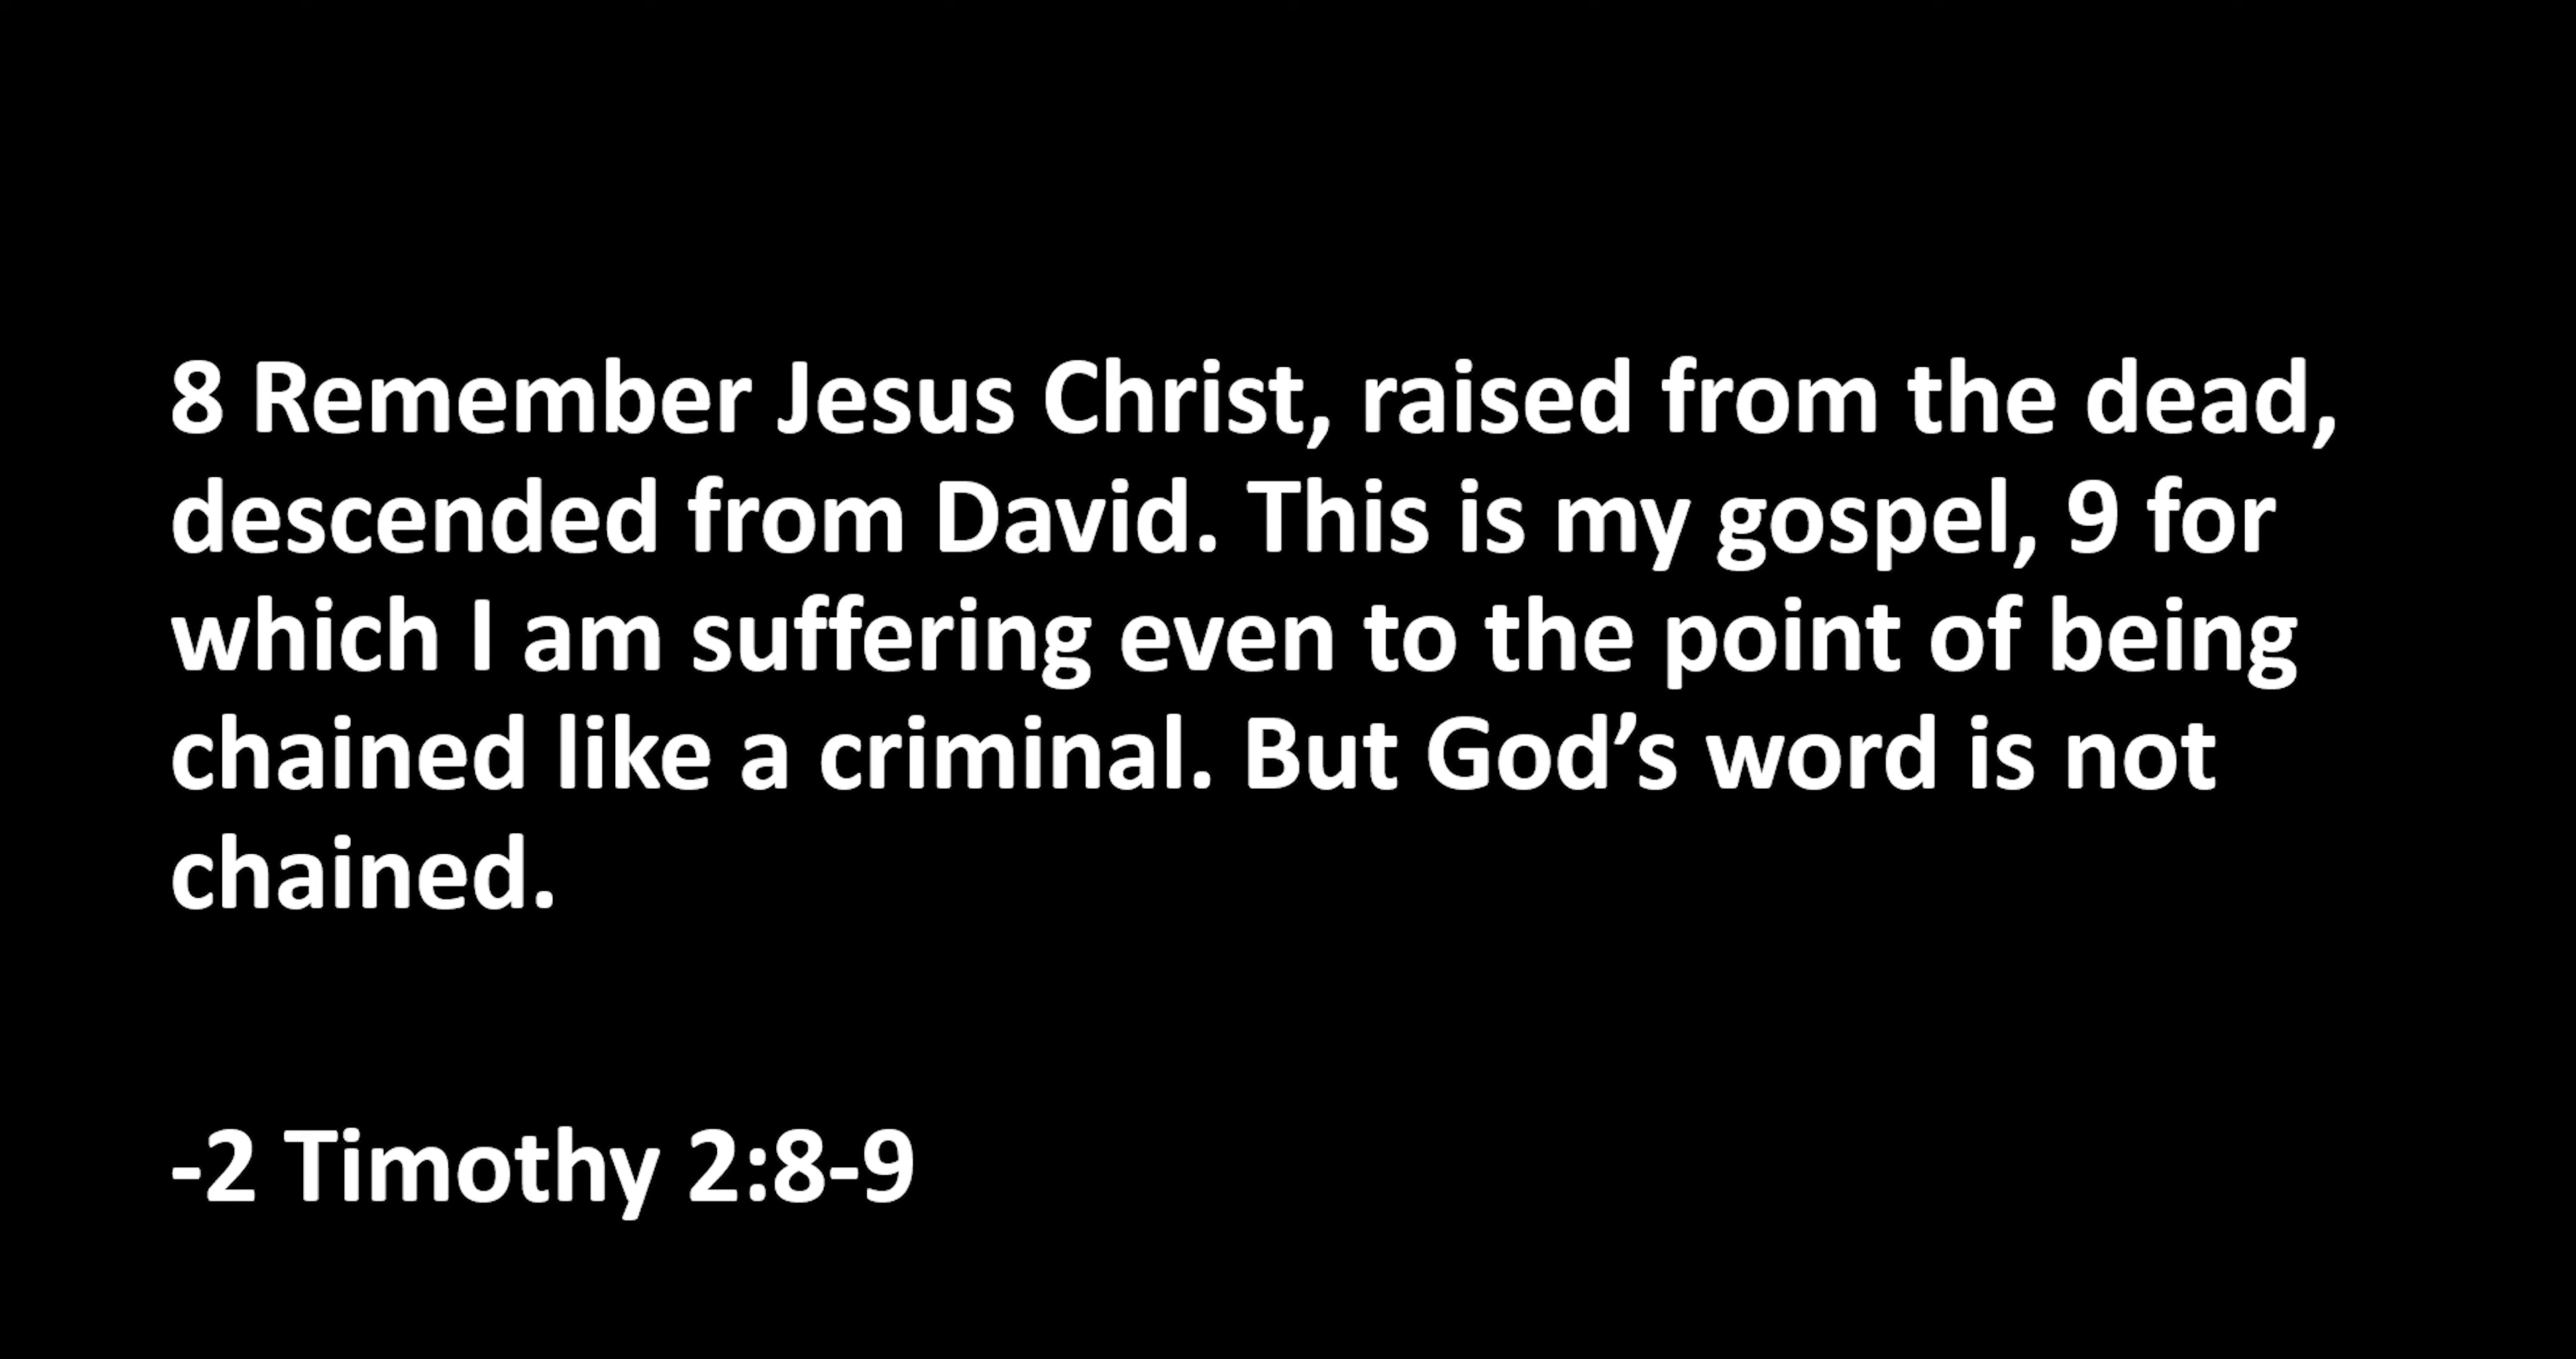 8 Remember Jesus Christ, raised from the dead,
descended from David. This is my gospel, 9 for
which I am suffering even to the point of being
chained like a criminal. But God’s word is not
chained.
-2 Timothy 2:8-9